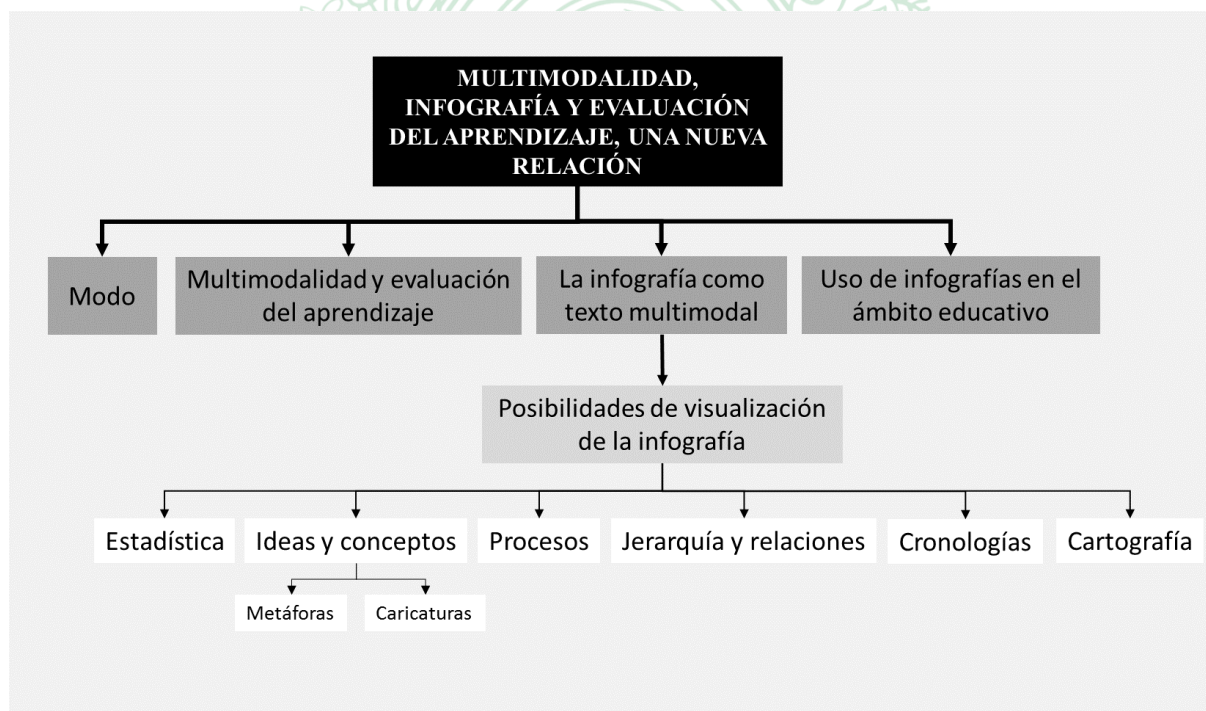 MULTIMODALIDAD,
INFOGRAFÍA Y EVALUACIÓN
DEL APRENDIZAJE, UNA NUEVA
RELACIÓN
Modo
Multimodalidad y evaluación
del aprendizaje
La infografía como
texto multimodal
Uso de infografías en el
ámbito educativo
Posibilidades de visualización
de la infografía
Estadística
Ideas y conceptos
Procesos
Jerarquía y relaciones
Cronologías
Cartografía
Metáforas
Caricaturas